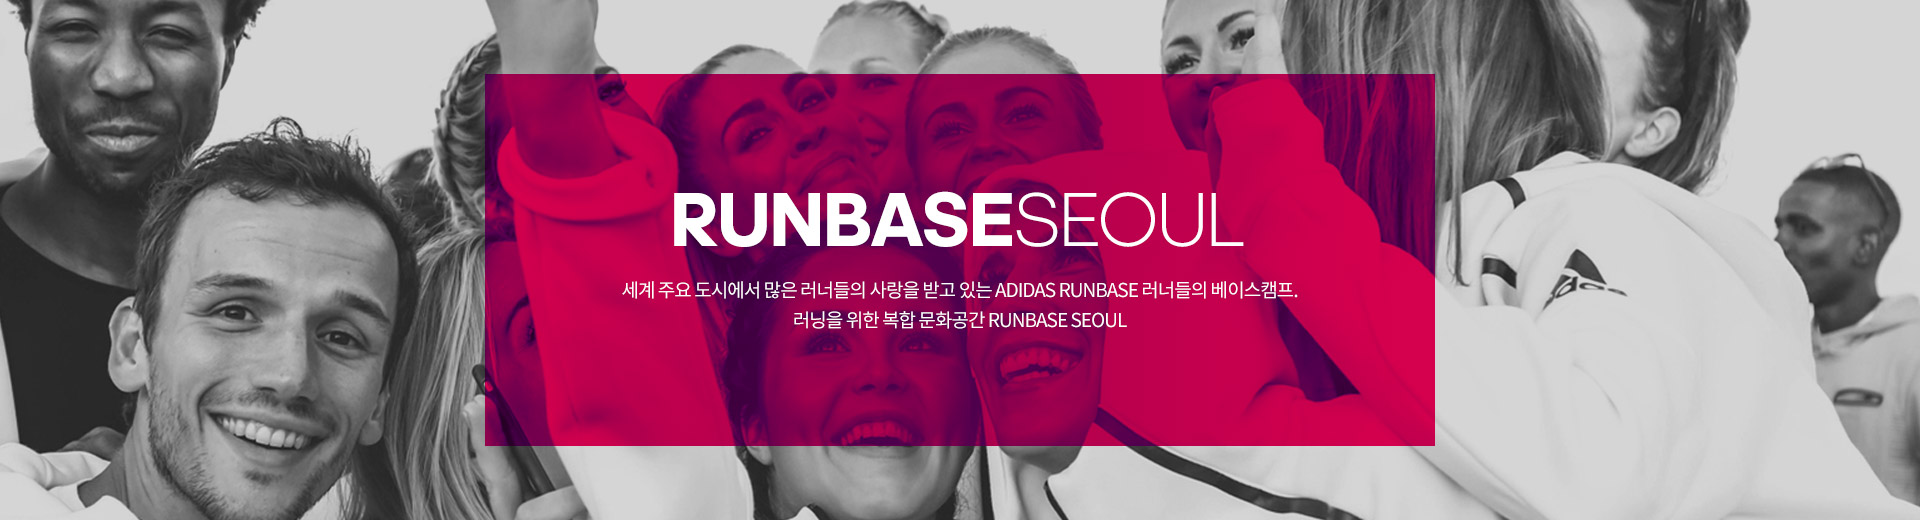 RUNBASESEOUL
세계 주요 도시에서 많은 러너들의 사랑을 받고 있는 ADIDAS RUNBASE 러너들의 베이스캠프.
러닝을 위한 복합 문화공간 RUNBASE SEOUL
adidas